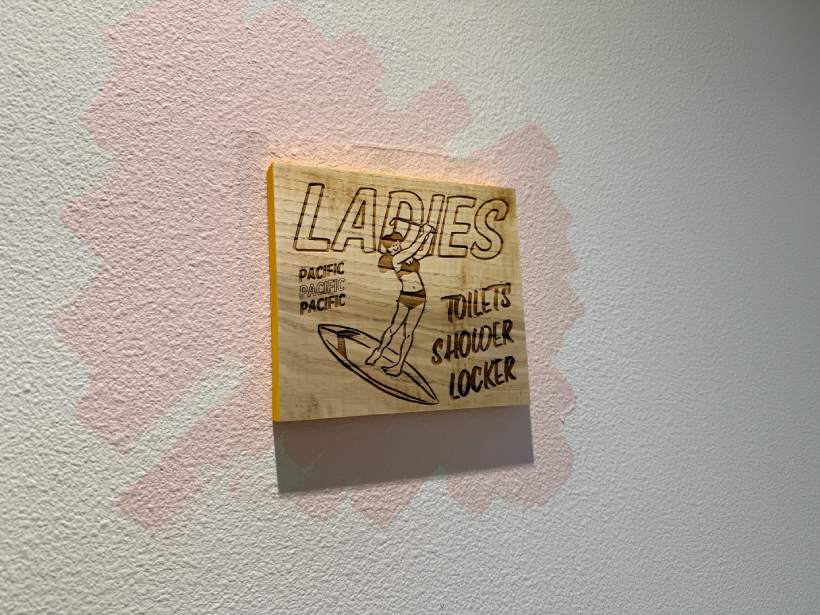 LADIES
PACIFIC
PACIFIC
PACIFIC
TOILETS
SHOWER
LOCKER